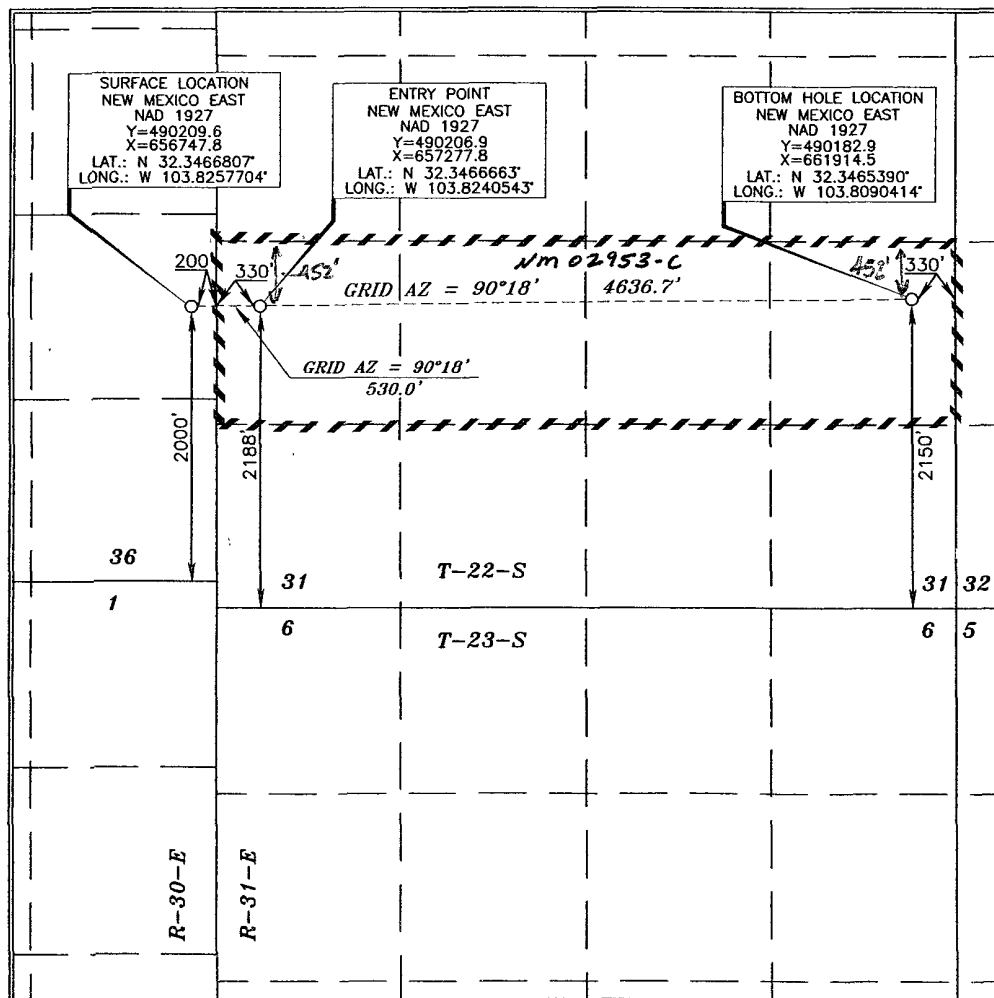 SURFACE LOCATION
NEW MEXICO EAST
NAD 1927
Y=490209.6
X=656747.8
LAT.: N 32.3466807°
LONG.: W 103.8257704°
ENTRY POINT
NEW MEXICO EAST
NAD 1927
Y=490206.9
X=657277.8
LAT.: N 32.3466663°
LONG.: W 103.8240543°
BOTTOM HOLE LOCATION
NEW MEXICO EAST
NAD 1927
Y=490182.9
X=661914.5
LAT.: N 32.3465390°
LONG.: W 103.8090414°
200'
330'
452'
NM 02953-C
GRID AZ = 90°18' 4636.7'
330'
GRID AZ = 90°18'
530.0'
2000'
2188'
2150'
36
31
T-22-S
31
32
1
6
T-23-S
6
5
R-30-E
R-31-E